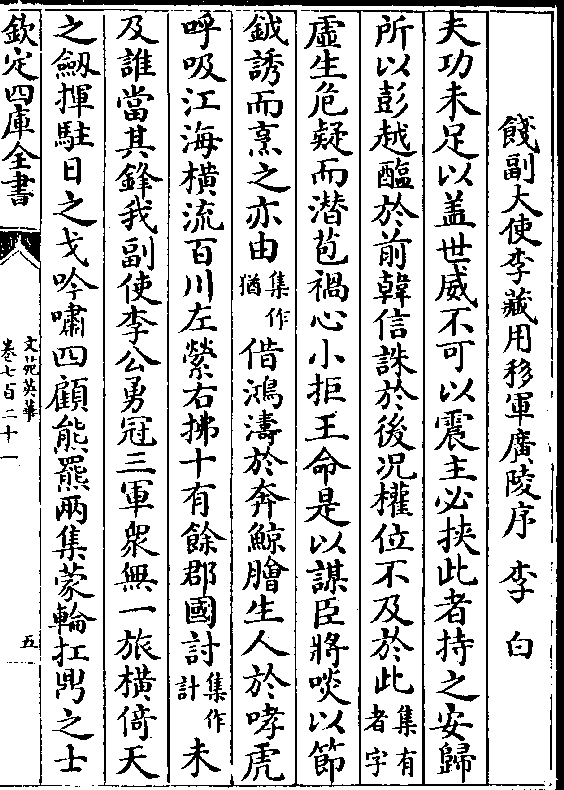 餞副大使李藏用移軍廣陵序　李白
夫功未足以盖世威不可以震主必挾此者持之安歸
所以彭越醢於前韓信誅於後况權位不及於此集有者字
虛生危疑而潜苞禍心小拒王命是以謀臣將啖以節
鉞誘而烹之亦由集作猶借鴻濤於奔鯨膾生人於哮虎
呼吸江海横流百川左縈右拂十有餘郡國討集作計未
及誰當其鋒我副使李公勇冠三軍衆無一旅横倚天
之劔揮駐日之戈吟嘯四顧熊羆兩集蒙輪扛鼎之士
欽定四庫全書
文苑英華
卷七百二十一
五